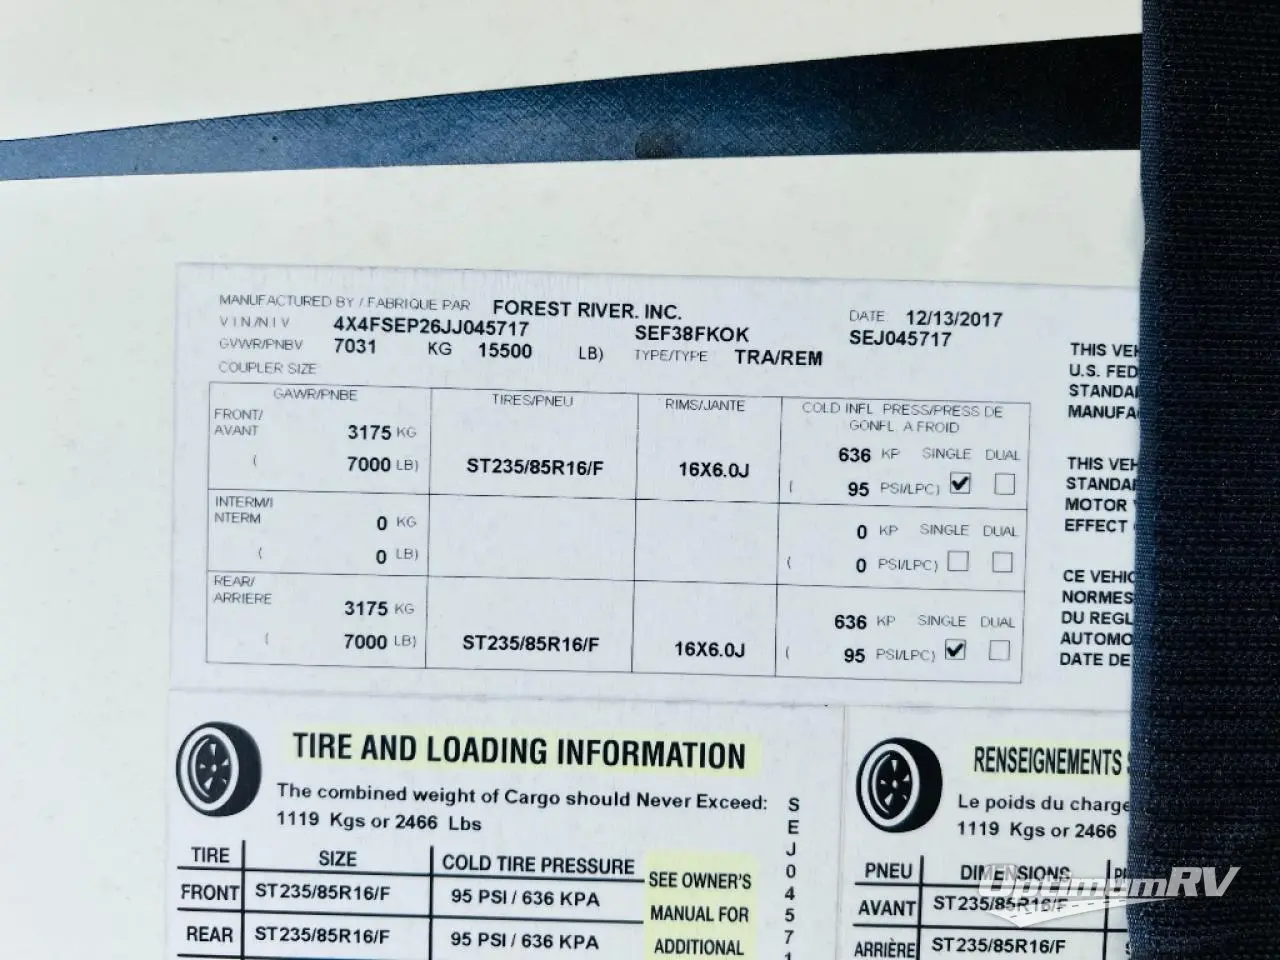 MANUFACTURED BY / FABRIQUE PAR FOREST RIVER. INC. DATE 12/13/2017
VIN/NIV 4X4FSEP26JJ045717 SEF38FKOK SEJ045717
GVWR/PNBV 7031 KG 15500 LB) TYPE/TYPE TRA/REM
COUPLER SIZE
GAWR/PNBE TIRES/PNEU RIMS/JANTE COLD INFL PRESS/PRESS DE
GONFL A FROID
FRONT/
AVANT 3175 KG 636 KP SINGLE DUAL
( 7000 LB) ST235/85R16/F 16X6.0J ( 95 PSI/LPC)
INTERM/I
NTERM 0 KG 0 KP SINGLE DUAL
( 0 LB) ( 0 PSI/LPC)
REAR/
ARRIERE 3175 KG 636 KP SINGLE DUAL
( 7000 LB) ST235/85R16/F 16X6.0J ( 95 PSI/LPC)
THIS VEH
U.S. FED
STANDA
MANUFA
THIS VEH
STANDA
MOTOR
EFFECT
CE VEHIC
NORMES
DU REGL
AUTOMO
DATE DE
TIRE AND LOADING INFORMATION
The combined weight of Cargo should Never Exceed:
1119 Kgs or 2466 Lbs
TIRE SIZE COLD TIRE PRESSURE
FRONT ST235/85R16/F 95 PSI / 636 KPA
REAR ST235/85R16/F 95 PSI / 636 KPA
SEE OWNER'S
MANUAL FOR
ADDITIONAL
S
E
J
0
4
5
7
1
RENSEIGNEMENTS
Le poids du charge
1119 Kgs or 2466
PNEU DIMENSIONS
AVANT ST235/85R16/F
ARRIÈRE ST235/85R16/F
OptimumRV